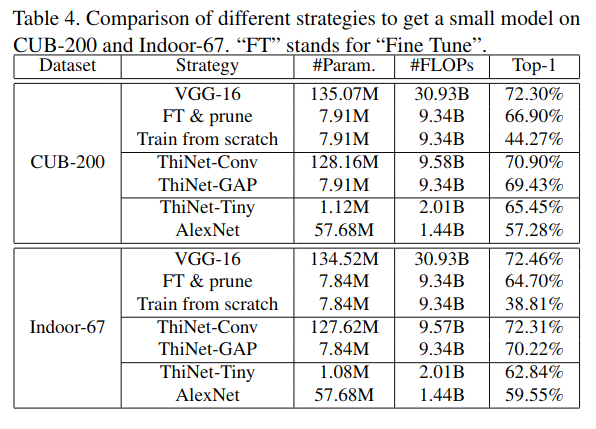 Table 4. Comparison of different strategies to get a small model on
CUB-200 and Indoor-67. “FT” stands for “Fine Tune”.
Dataset Strategy #Param. #FLOPs Top-1
VGG-16 135.07M 30.93B 72.30%
FT & prune 7.91M 9.34B 66.90%
Train from scratch 7.91M 9.34B 44.27%
CUB-200 ThiNet-Conv 128.16M 9.58B 70.90%
ThiNet-GAP 7.91M 9.34B 69.43%
ThiNet-Tiny 1.12M 2.01B 65.45%
AlexNet 57.68M 1.44B 57.28%
VGG-16 134.52M 30.93B 72.46%
FT & prune 7.84M 9.34B 64.70%
Train from scratch 7.84M 9.34B 38.81%
Indoor-67 ThiNet-Conv 127.62M 9.57B 72.31%
ThiNet-GAP 7.84M 9.34B 70.22%
ThiNet-Tiny 1.08M 2.01B 62.84%
AlexNet 57.68M 1.44B 59.55%